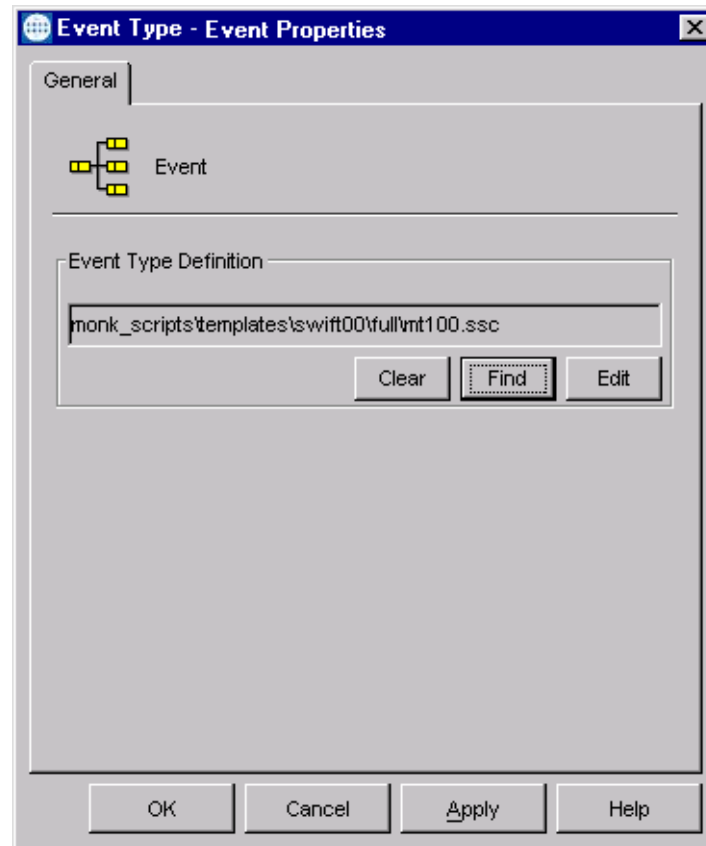 Event Type - Event Properties
General
Event
Event Type Definition
monk_scripts\templates\swift00\full\mt100.ssc
Clear Find Edit
OK Cancel Apply Help